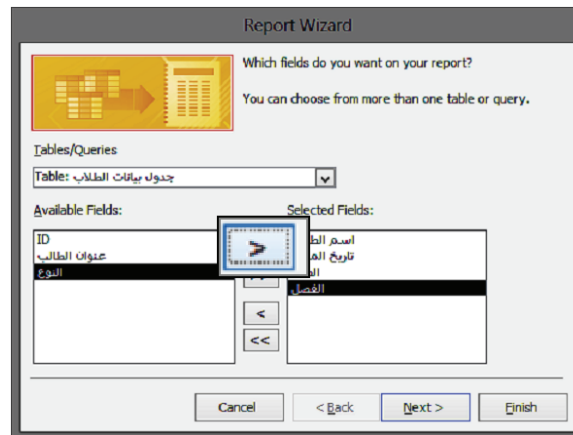 Report Wizard
Which fields do you want on your report?
You can choose from more than one table or query.
Tables/Queries
Table: جدول بيانات الطلاب
Available Fields:
Selected Fields:
ID
عنوان الطالب
النوع
>
<
<<
اسم
تاريخ
الفصل
Cancel
< Back
Next >
Finish